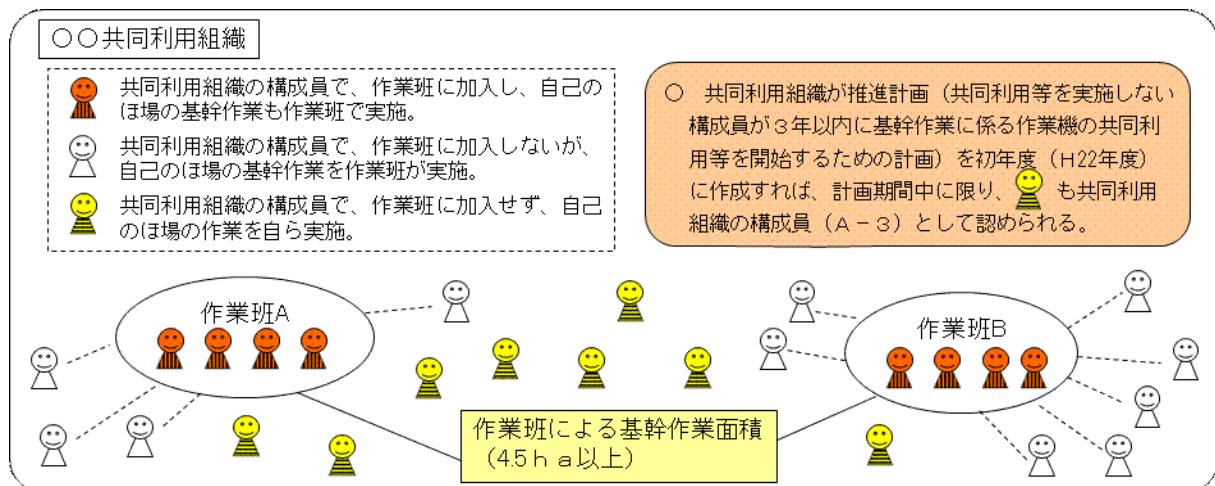 ○○共同利用組織
共同利用組織の構成員で、作業班に加入し、自己の
ほ場の基幹作業も作業班で実施。
共同利用組織の構成員で、作業班に加入しないが、
自己のほ場の基幹作業を作業班が実施。
共同利用組織の構成員で、作業班に加入せず、自己
のほ場の作業を自ら実施。
○ 共同利用組織が推進計画（共同利用等を実施しない
構成員が３年以内に基幹作業に係る作業機の共同利
用等を開始するための計画）を初年度（H22年度）
に作成すれば、計画期間中に限り、 も共同利用
組織の構成員（A－３）として認められる。
作業班A
作業班B
作業班による基幹作業面積
（4.5ｈａ以上）